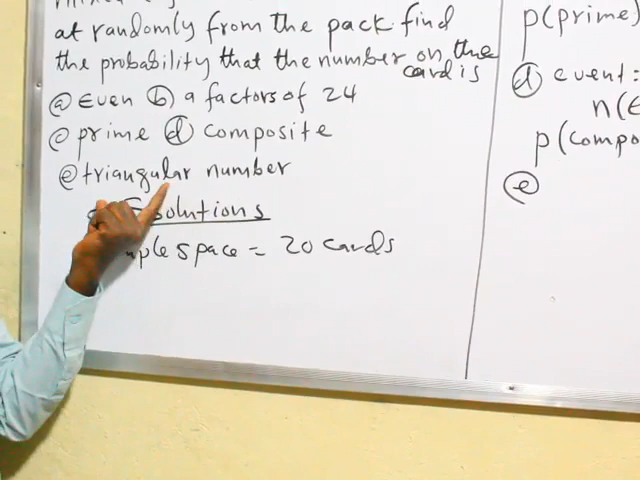 at randomly from the pack find
the probability that the number on the
card is
(a) Even (b) a factors of 24
(c) prime (d) composite
(e) triangular number
solutions
space = 20 cards
p(prime)
(d) event:
n(E
p(compo
(e)